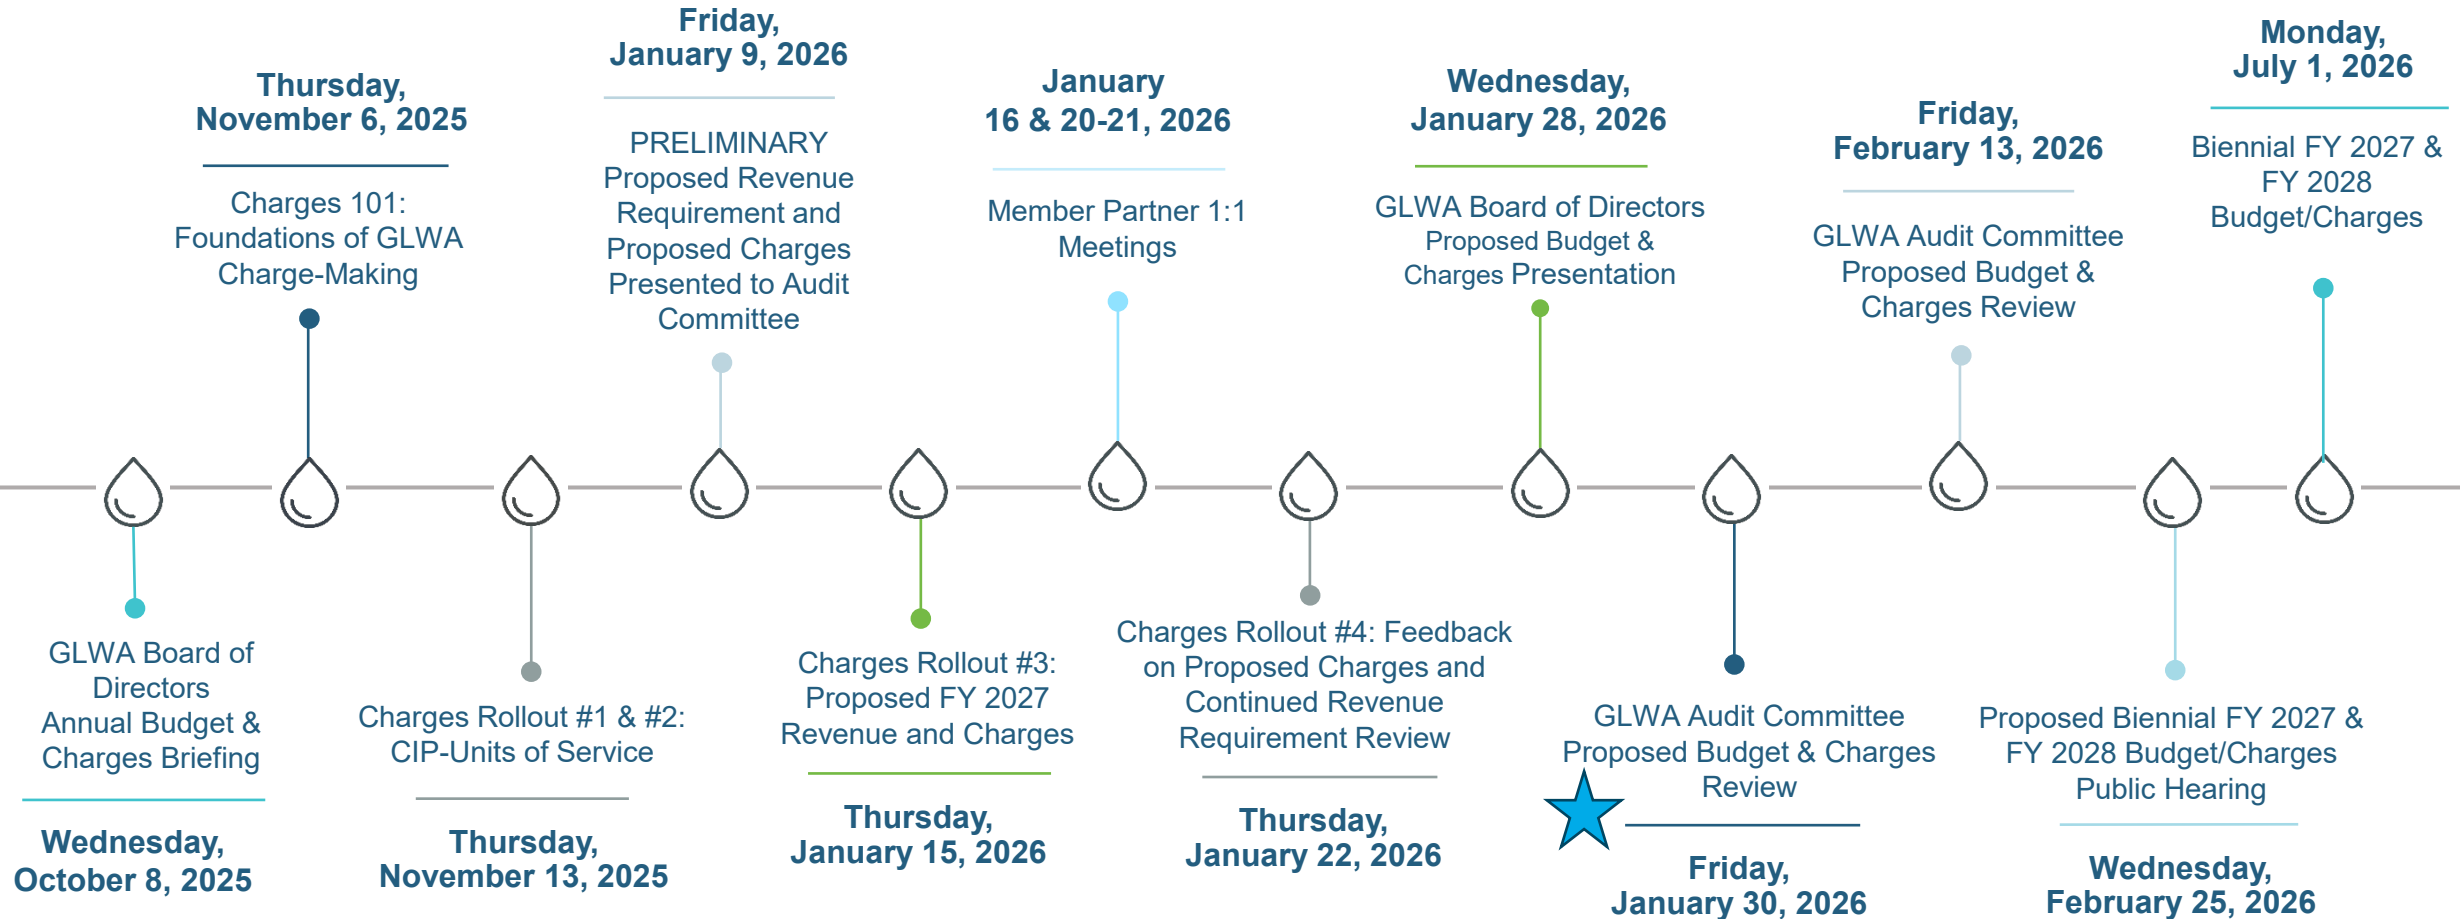 Wednesday,
October 8, 2025
GLWA Board of
Directors
Annual Budget &
Charges Briefing
Thursday,
November 6, 2025
Charges 101:
Foundations of GLWA
Charge-Making
Charges Rollout #1 & #2:
CIP-Units of Service
Thursday,
November 13, 2025
Friday,
January 9, 2026
PRELIMINARY
Proposed Revenue
Requirement and
Proposed Charges
Presented to Audit
Committee
Charges Rollout #3:
Proposed FY 2027
Revenue and Charges
Thursday,
January 15, 2026
January
16 & 20-21, 2026
Member Partner 1:1
Meetings
Charges Rollout #4: Feedback
on Proposed Charges and
Continued Revenue
Requirement Review
Thursday,
January 22, 2026
Wednesday,
January 28, 2026
GLWA Board of Directors
Proposed Budget &
Charges Presentation
GLWA Audit Committee
Proposed Budget & Charges
Review
Friday,
January 30, 2026
Friday,
February 13, 2026
GLWA Audit Committee
Proposed Budget &
Charges Review
Proposed Biennial FY 2027 &
FY 2028 Budget/Charges
Public Hearing
Wednesday,
February 25, 2026
Monday,
July 1, 2026
Biennial FY 2027 &
FY 2028
Budget/Charges